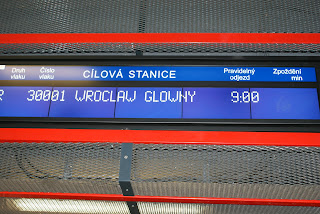 Druh vlaku Číslo vlaku CÍLOVÁ STANICE Pravidelný odjezd Zpoždění min
R 30001 WROCLAW GLOWNY 9:00